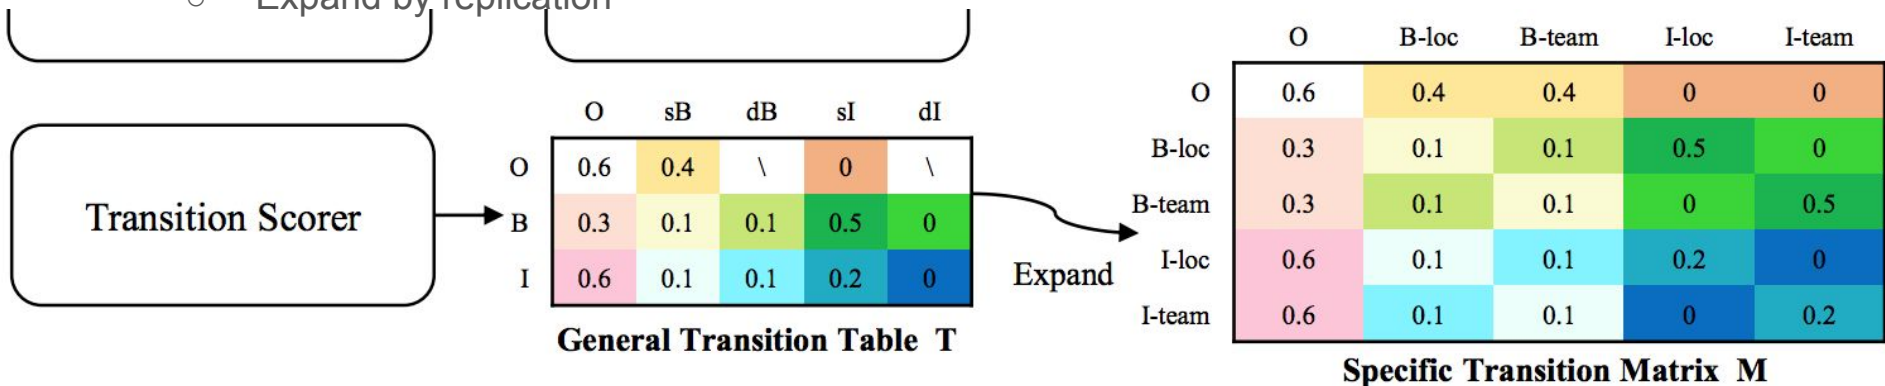 ○ Expand by replication
O B-loc B-team I-loc I-team
O 0.6 0.4 0.4 0 0
B-loc 0.3 0.1 0.1 0.5 0
B-team 0.3 0.1 0.1 0 0.5
I-loc 0.6 0.1 0.1 0.2 0
I-team 0.6 0.1 0.1 0 0.2
Specific Transition Matrix M
O sB dB sI dI
O 0.6 0.4 \ 0 \
B 0.3 0.1 0.1 0.5 0
I 0.6 0.1 0.1 0.2 0
General Transition Table T
Transition Scorer
Expand